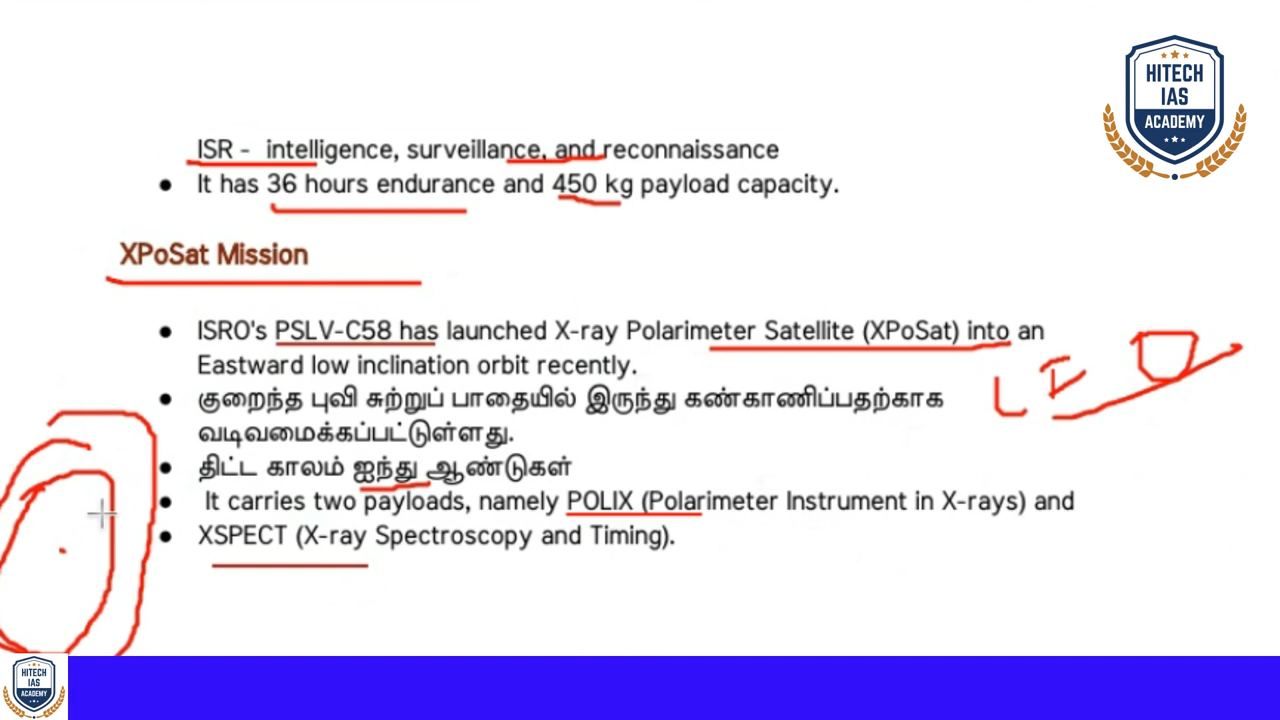 HITECH
IAS
ACADEMY
ISR - intelligence, surveillance, and reconnaissance
● It has 36 hours endurance and 450 kg payload capacity.
XPoSat Mission
● ISRO's PSLV-C58 has launched X-ray Polarimeter Satellite (XPoSat) into an
Eastward low inclination orbit recently.
● குறைந்த புவி சுற்றுப் பாதையில் இருந்து கண்காணிப்பதற்காக
வடிவமைக்கப்பட்டுள்ளது.
● திட்ட காலம் ஐந்து ஆண்டுகள்
● It carries two payloads, namely POLIX (Polarimeter Instrument in X-rays) and
● XSPECT (X-ray Spectroscopy and Timing).
HITECH
IAS
ACADEMY